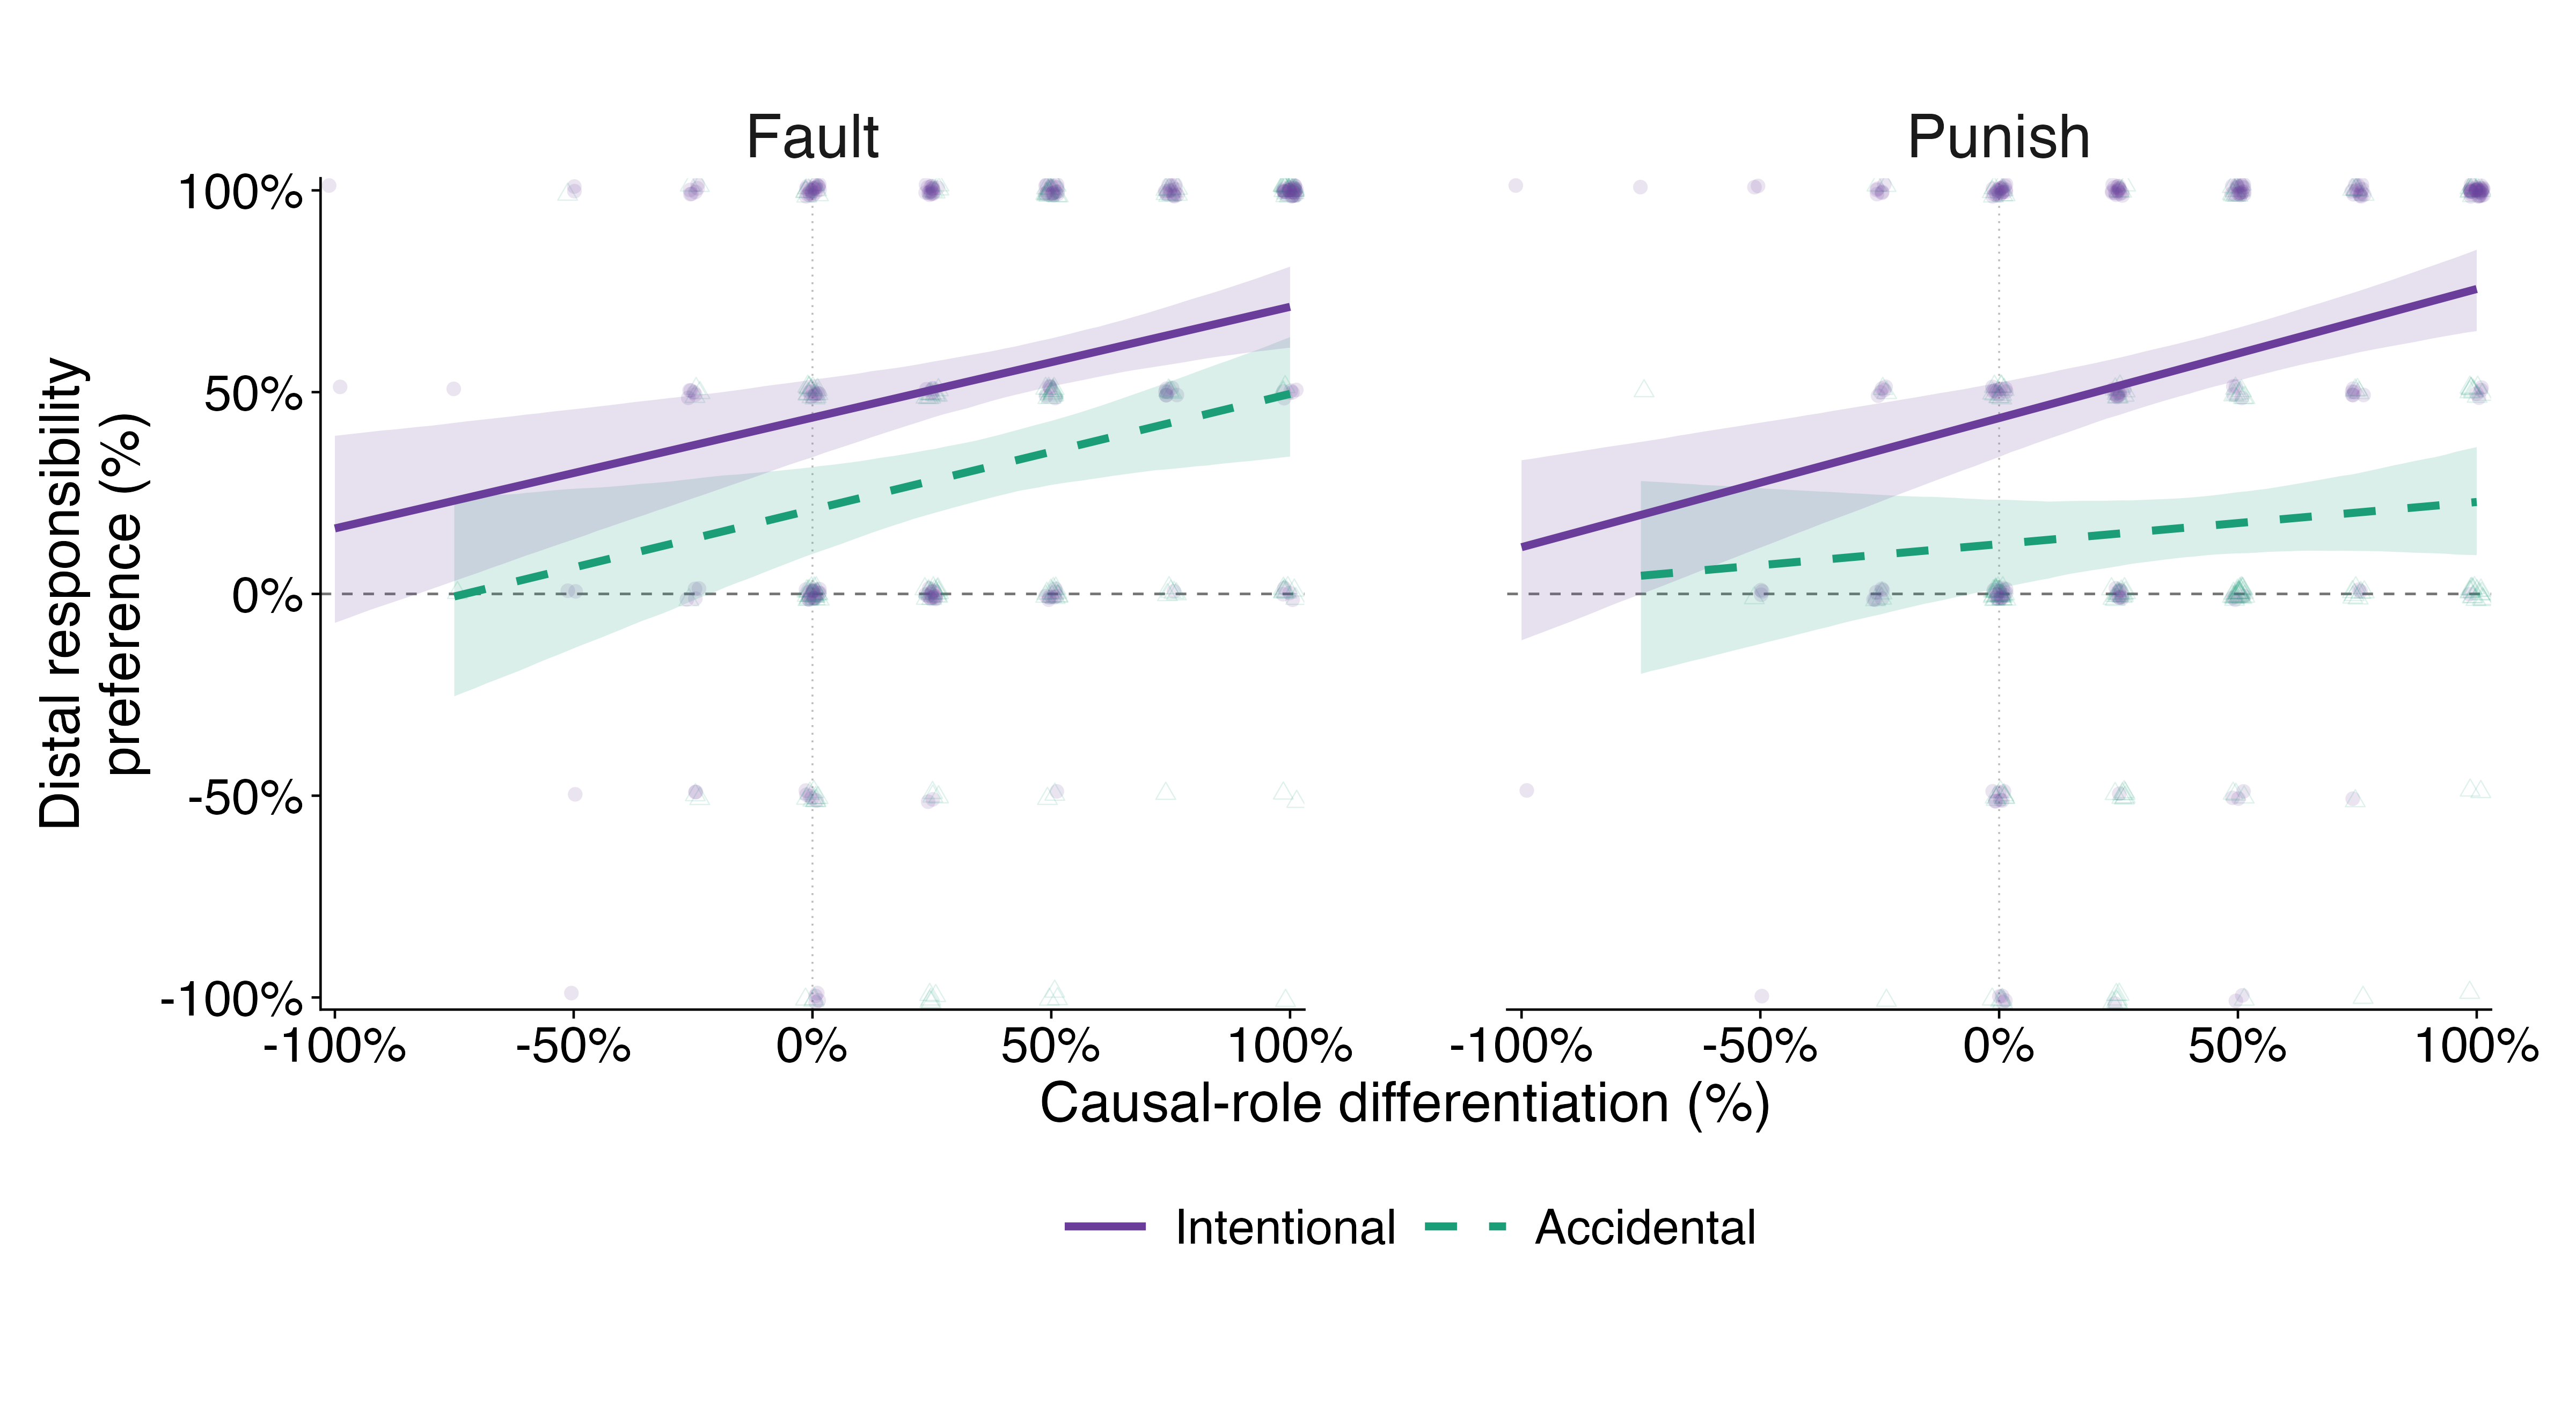 Fault
Punish
Distal responsibility
preference (%)
100%
50%
0%
-50%
-100%
-100%
-50%
0%
50%
100%
-100%
-50%
0%
50%
100%
Causal-role differentiation (%)
Intentional
Accidental